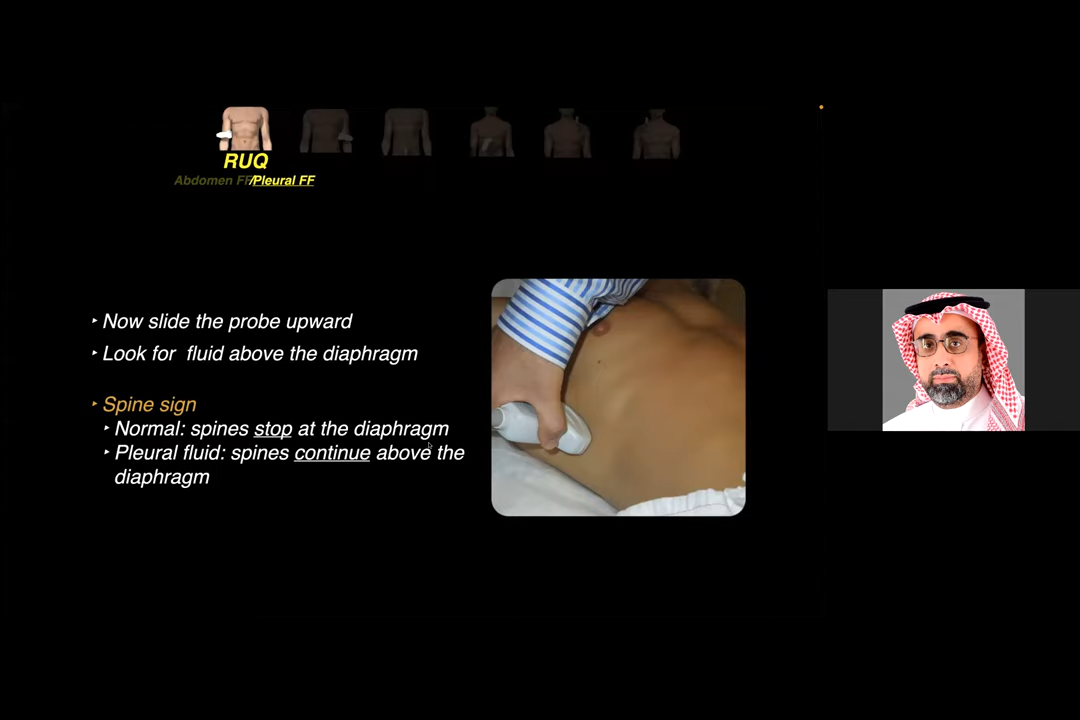 RUQ
Abdomen FF/Pleural FF
‣ Now slide the probe upward
‣ Look for fluid above the diaphragm
‣ Spine sign
‣ Normal: spines stop at the diaphragm
‣ Pleural fluid: spines continue above the
diaphragm